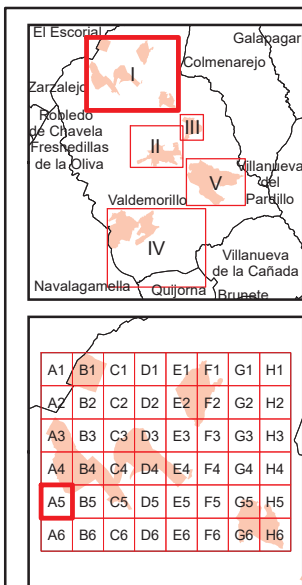 El Escorial
Galapagar
I
Colmenarejo
Zarzalejo
III
Robledo
de Chavela
Fresnedillas
de la Oliva
II
V
Villanueva
del
Pardillo
Valdemorillo
IV
Villanueva
de la Cañada
Navalagamella
Quijorna
Brunete
A1 B1 C1 D1 E1 F1 G1 H1
A2 B2 C2 D2 E2 F2 G2 H2
A3 B3 C3 D3 E3 F3 G3 H3
A4 B4 C4 D4 E4 F4 G4 H4
A5 B5 C5 D5 E5 F5 G5 H5
A6 B6 C6 D6 E6 F6 G6 H6